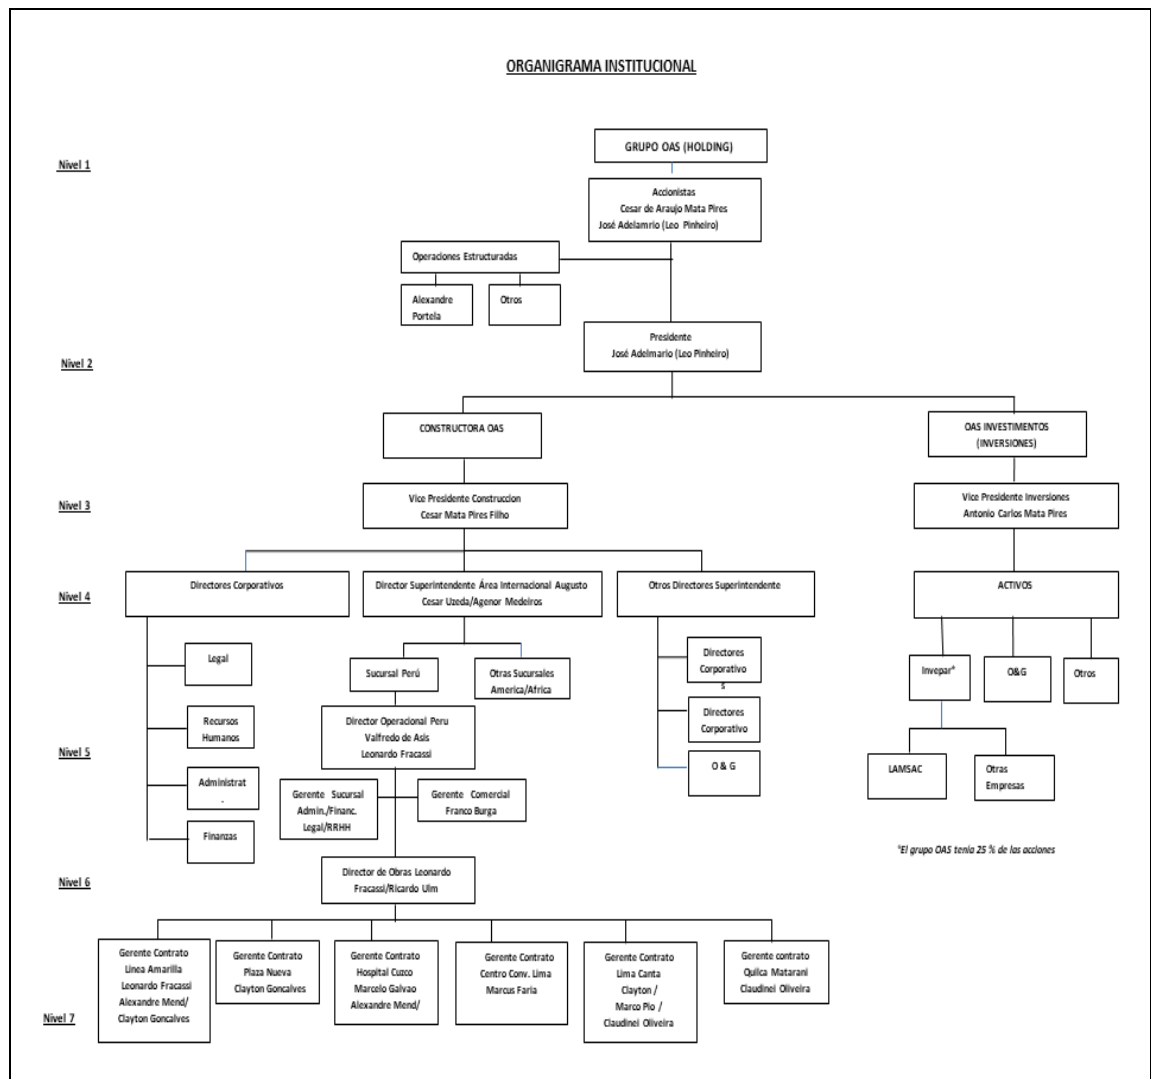 ORGANIGRAMA INSTITUCIONAL
Nivel 1
GRUPO OAS (HOLDING)
Accionistas
Cesar de Araujo Mata Pires
José Adelamrio (Leo Pinheiro)
Operaciones Estructuradas
Alexandre
Portela
Otros
Nivel 2
Presidente
José Adelmario (Leo Pinheiro)
CONSTRUCTORA OAS
OAS INVESTIMENTOS
(INVERSIONES)
Nivel 3
Vice Presidente Construccion
Cesar Mata Pires Filho
Vice Presidente Inversiones
Antonio Carlos Mata Pires
Nivel 4
Directores Corporativos
Director Superintendente Área Internacional Augusto
Cesar Uzeda/Agenor Medeiros
Otros Directores Superintendente
ACTIVOS
Legal
Recursos
Humanos
Administrat
.
Finanzas
Sucursal Perú
Otras Sucursales
America/Africa
Directores
Corporativo
s
Directores
Corporativo
O & G
Invepar*
O&G
Otros
Nivel 5
Director Operacional Peru
Valfredo de Asis
Leonardo Fracassi
Gerente Sucursal
Admin./Financ.
Legal/RRHH
Gerente Comercial
Franco Burga
LAMSAC
Otras
Empresas
*El grupo OAS tenía 25 % de las acciones
Nivel 6
Director de Obras Leonardo
Fracassi/Ricardo Ulm
Nivel 7
Gerente Contrato
Linea Amarilla
Leonardo Fracassi
Alexandre Mend/
Clayton Goncalves
Gerente Contrato
Plaza Nueva
Clayton Goncalves
Gerente Contrato
Hospital Cuzco
Marcelo Galvao
Alexandre Mend/
Gerente Contrato
Centro Conv. Lima
Marcus Faria
Gerente Contrato
Lima Canta
Clayton /
Marco Pio /
Claudinei Oliveira
Gerente contrato
Quilca Matarani
Claudinei Oliveira